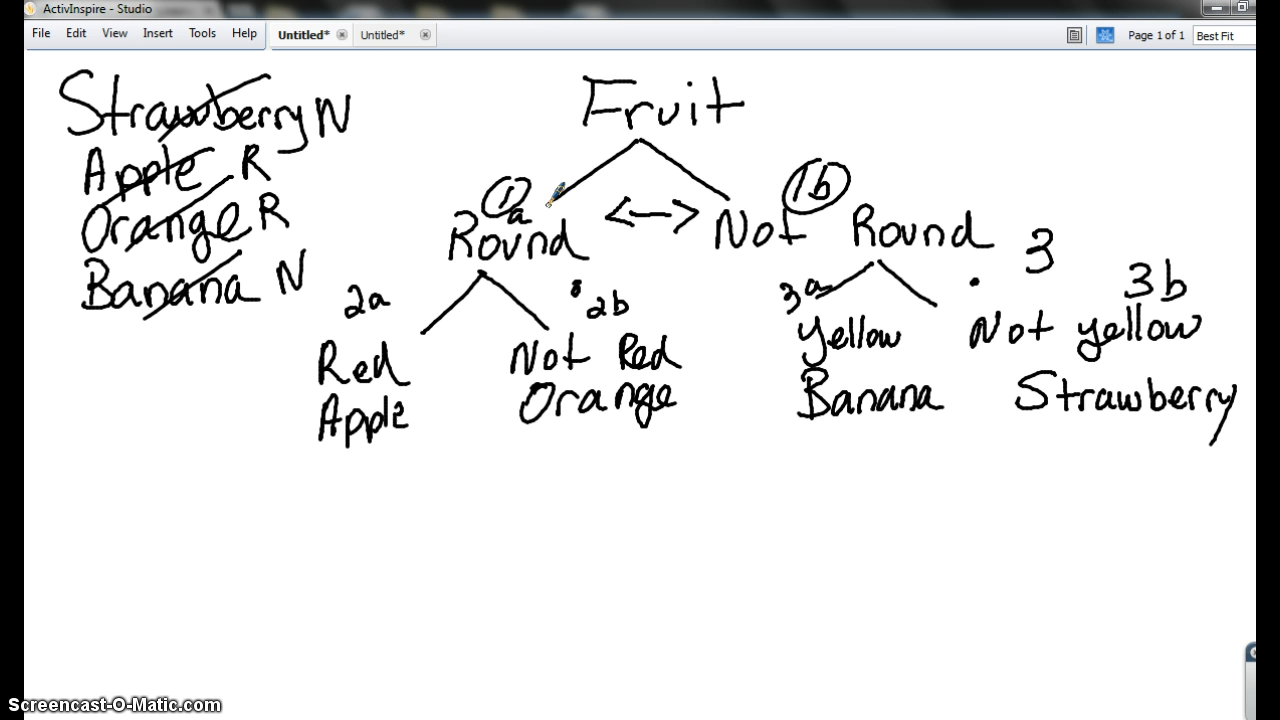 ActivInspire - Studio
File Edit View Insert Tools Help
Untitled* Untitled*
Page 1 of 1 Best Fit
Strawberry N
Apple R
Orange R
Banana N
Fruit
1a
Round
1b
Not Round
3
2a
Red
Apple
2b
Not Red
Orange
3a
Yellow
Banana
3b
Not yellow
Strawberry
Screencast-O-Matic.com